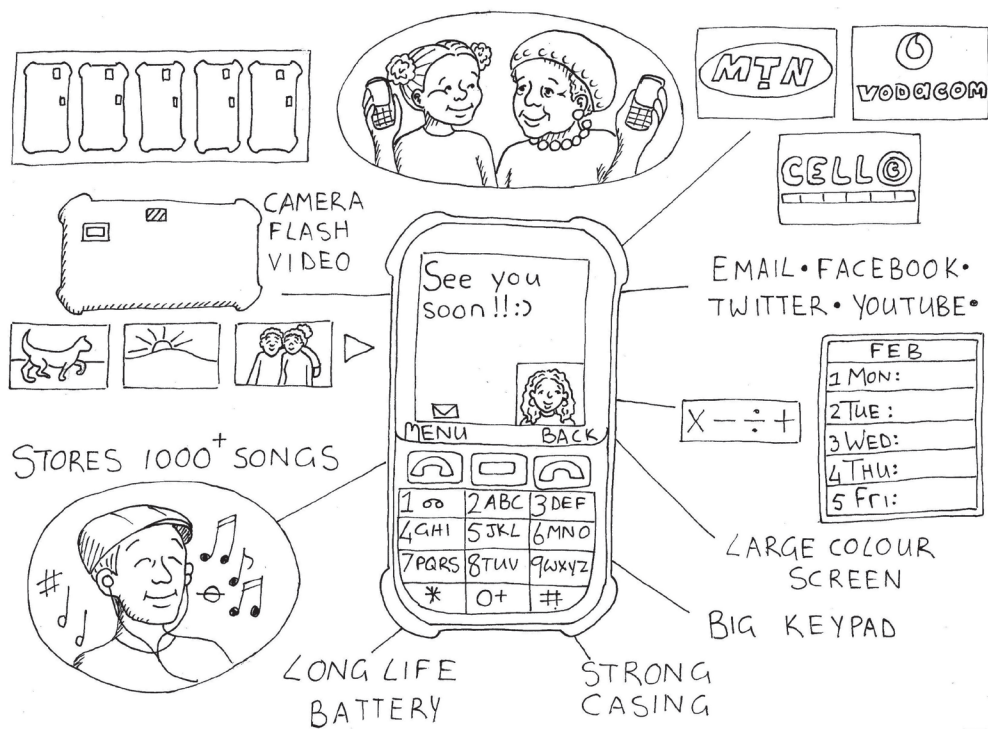 MTN
VODACOM
CELL C
CAMERA
FLASH
VIDEO
See you
soon!!:)
MENU BACK
1 2ABC 3DEF
4GHI 5JKL 6MNO
7PQRS 8TUV 9WXYZ
* 0+ #
EMAIL • FACEBOOK •
TWITTER • YOUTUBE •
X − ÷ +
FEB
1 MON:
2 TUE:
3 WED:
4 THU:
5 FRI:
STORES 1000+ SONGS
LARGE COLOUR
SCREEN
BIG KEYPAD
LONG LIFE
BATTERY
STRONG
CASING